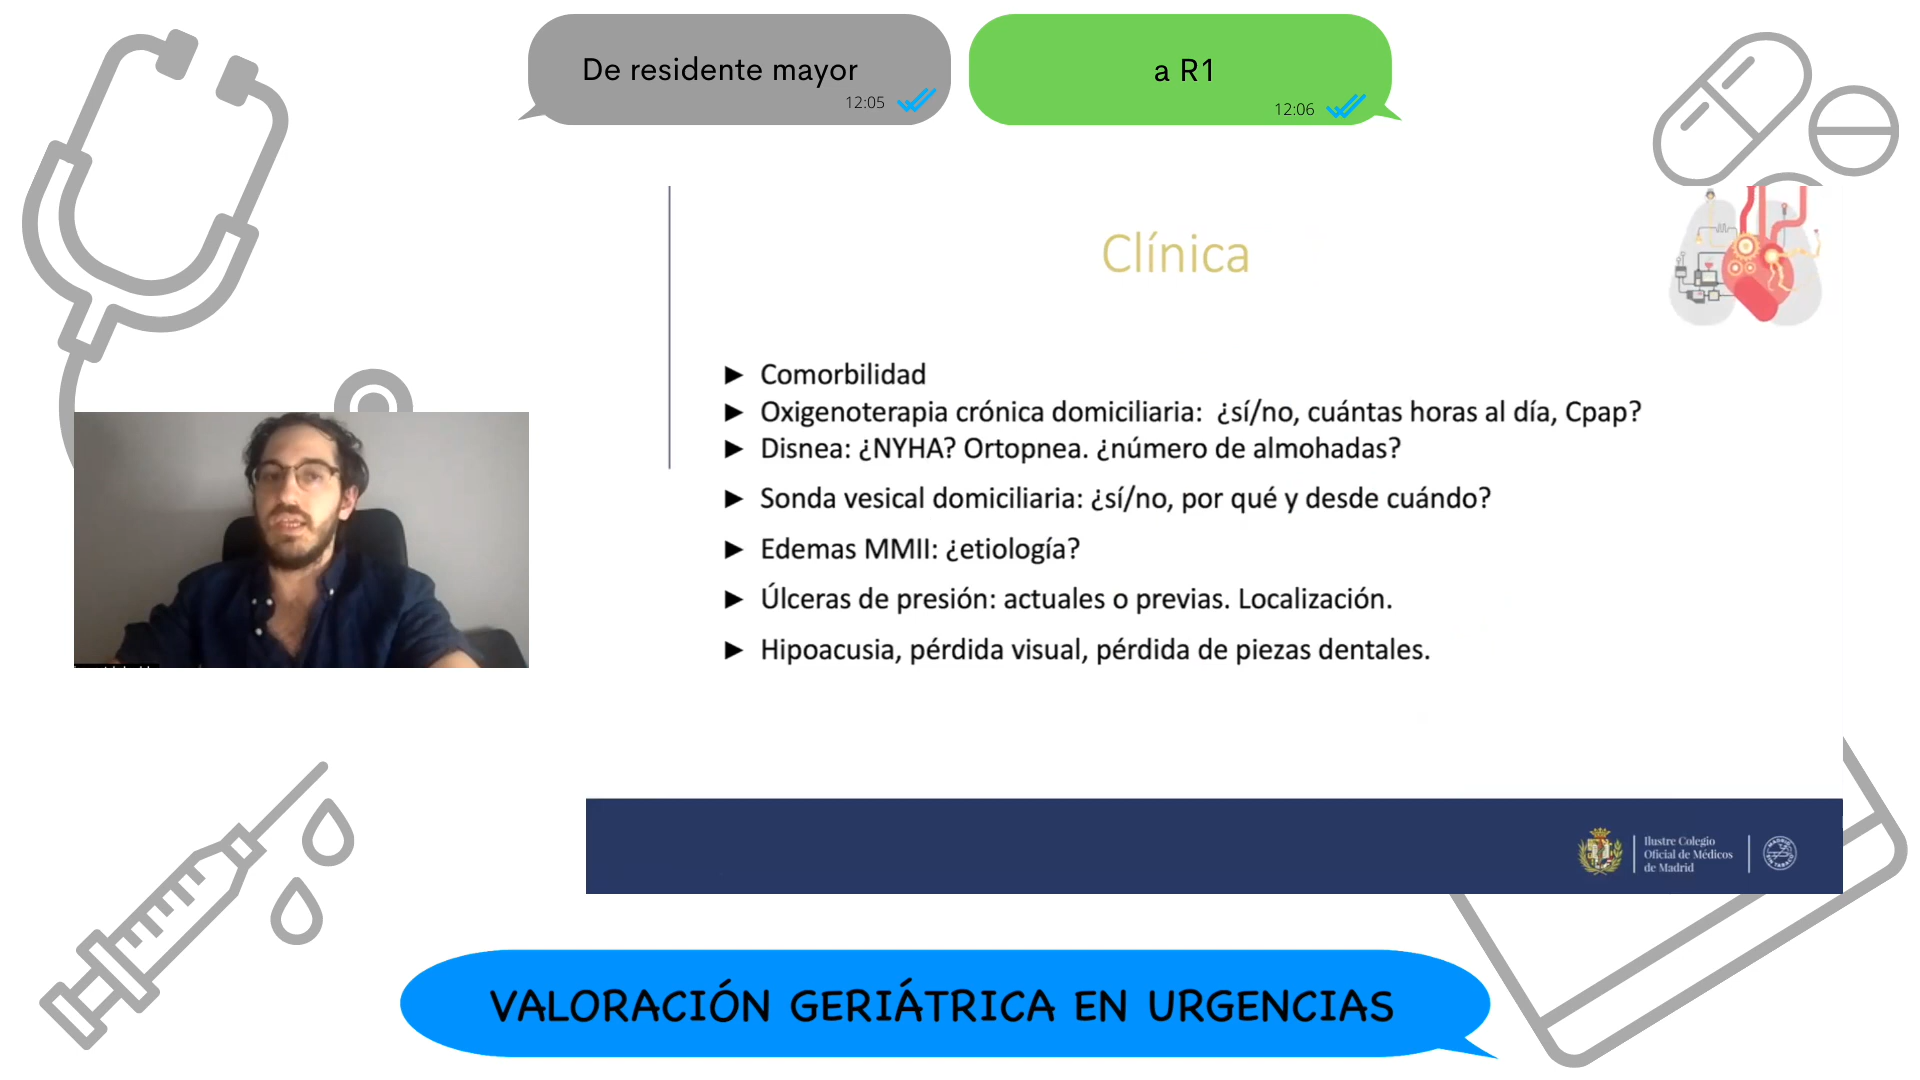 De residente mayor
12:05
a R1
12:06
Clínica
► Comorbilidad
► Oxigenoterapia crónica domiciliaria: ¿sí/no, cuántas horas al día, Cpap?
► Disnea: ¿NYHA? Ortopnea. ¿número de almohadas?
► Sonda vesical domiciliaria: ¿sí/no, por qué y desde cuándo?
► Edemas MMII: ¿etiología?
► Úlceras de presión: actuales o previas. Localización.
► Hipoacusia, pérdida visual, pérdida de piezas dentales.
Ilustre Colegio
Oficial de Médicos
de Madrid
VALORACIÓN GERIÁTRICA EN URGENCIAS